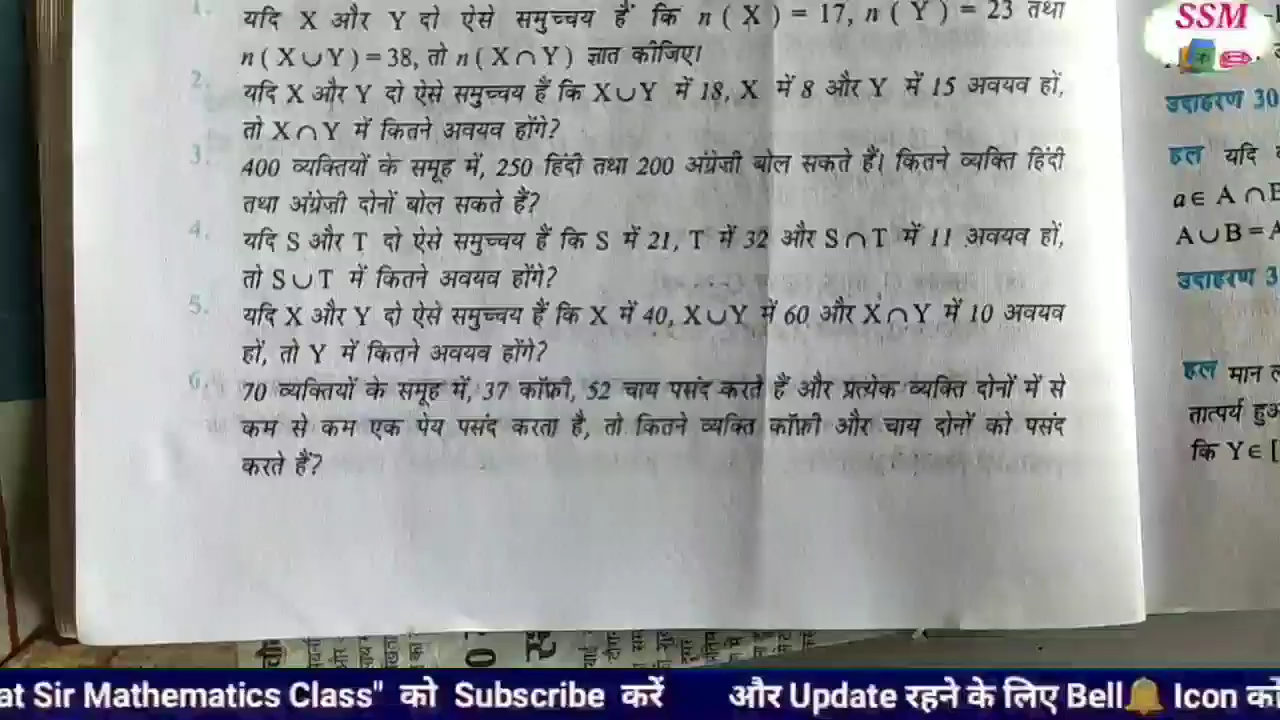 1.
यदि X और Y दो ऐसे समुच्चय हैं कि n ( X ) = 17, n ( Y ) = 23 तथा
n ( X ∪ Y ) = 38, तो n ( X ∩ Y ) ज्ञात कीजिए।
2.
यदि X और Y दो ऐसे समुच्चय हैं कि X ∪ Y में 18, X में 8 और Y में 15 अवयव हों,
तो X ∩ Y में कितने अवयव होंगे?
3.
400 व्यक्तियों के समूह में, 250 हिंदी तथा 200 अंग्रेज़ी बोल सकते हैं। कितने व्यक्ति हिंदी
तथा अंग्रेज़ी दोनों बोल सकते हैं?
4.
यदि S और T दो ऐसे समुच्चय हैं कि S में 21, T में 32 और S ∩ T में 11 अवयव हों,
तो S ∪ T में कितने अवयव होंगे?
5.
यदि X और Y दो ऐसे समुच्चय हैं कि X में 40, X ∪ Y में 60 और X ∩ Y में 10 अवयव
हों, तो Y में कितने अवयव होंगे?
6.
70 व्यक्तियों के समूह में, 37 कॉफ़ी, 52 चाय पसंद करते हैं और प्रत्येक व्यक्ति दोनों में से
कम से कम एक पेय पसंद करता है, तो कितने व्यक्ति कॉफ़ी और चाय दोनों को पसंद
करते हैं?
SSM
उदाहरण 30
हल यदि
a ∈ A ∩ B
A ∪ B = A
उदाहरण 3
हल मान
तात्पर्य हुआ
कि Y ∈ [
at Sir Mathematics Class" को Subscribe करें और Update रहने के लिए Bell🔔 Icon को